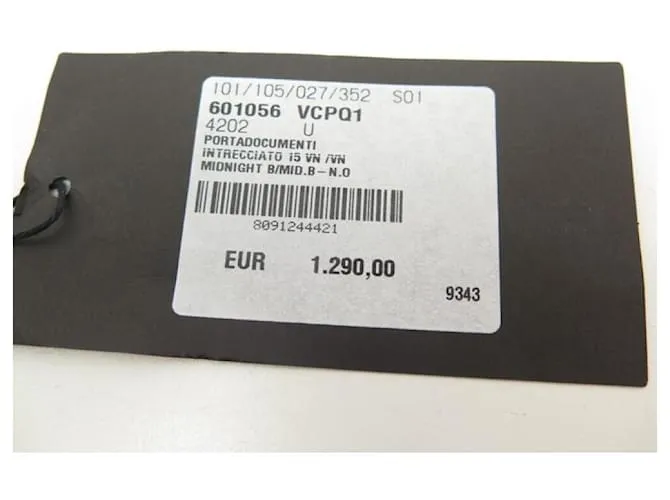 101/105/027/352 S01
601056 VCPQ1
4202 U
PORTADOCUMENTI
INTRECCIATO 15 VN /VN
MIDNIGHT B/MID.B-N.O
8091244421
EUR 1.290,00
9343